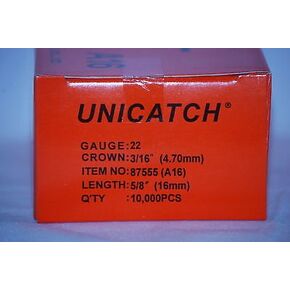 A16
UNICATCH®
GAUGE:22
CROWN:3/16" (4.70mm)
ITEM NO:87555 (A16)
LENGTH:5/8" (16mm)
Q'TY :10,000PCS